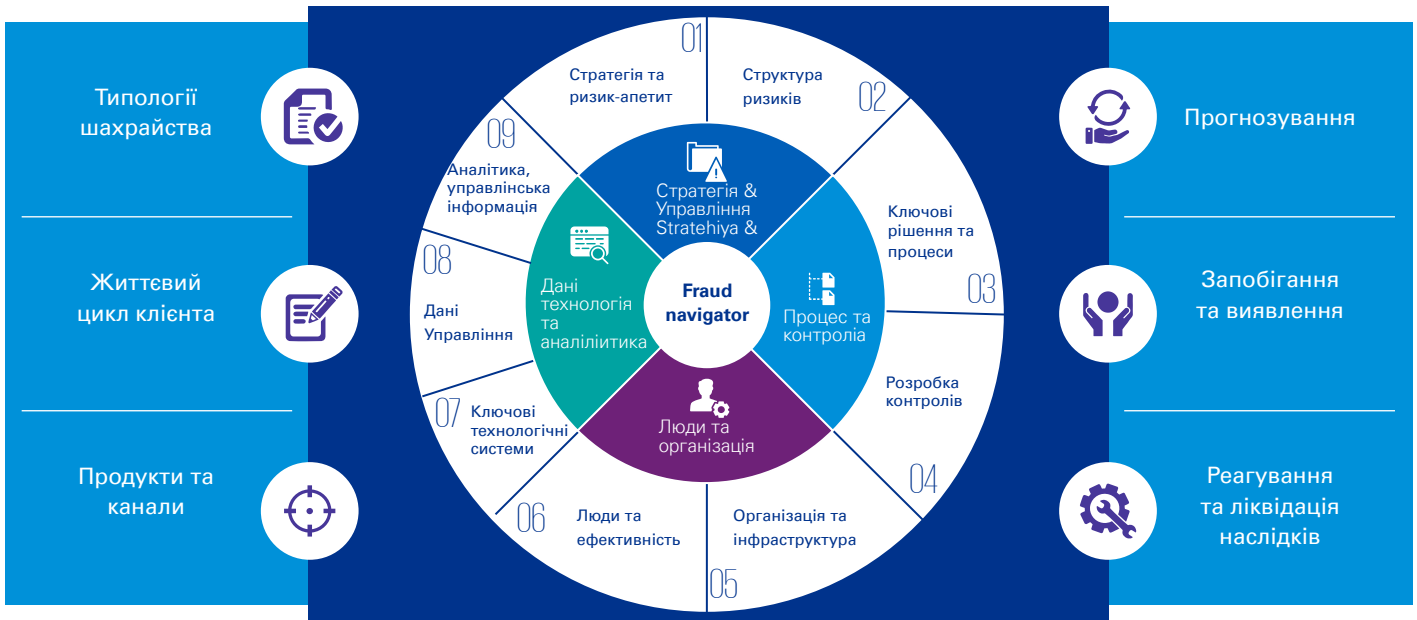 Типології
шахрайства
Життєвий
цикл клієнта
Продукти та
канали
01
Стратегія та
ризик-апетит
Структура
ризиків
02
Ключові
рішення та
процеси
03
Розробка
контролів
04
Організація та
інфраструктура
05
Люди та
ефективність
06
07
Ключові
технологічні
системи
08
Дані
Управління
09
Аналітика,
управлінська
інформація
Стратегія &
Управління
Stratehiya &
Процес та
контроліа
Люди та
організація
Дані
технологія
та
аналіліитика
Fraud
navigator
Прогнозування
Запобігання
та виявлення
Реагування
та ліквідація
наслідків